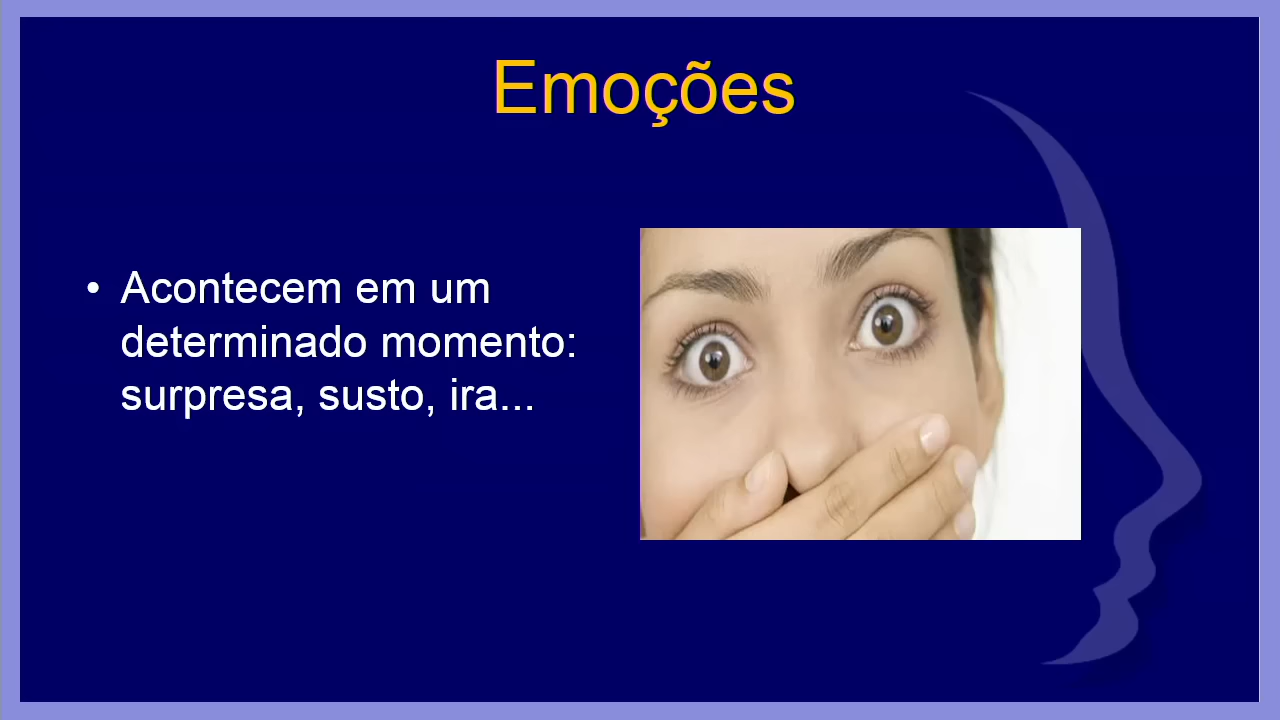 Emoções
• Acontecem em um
determinado momento:
surpresa, susto, ira...